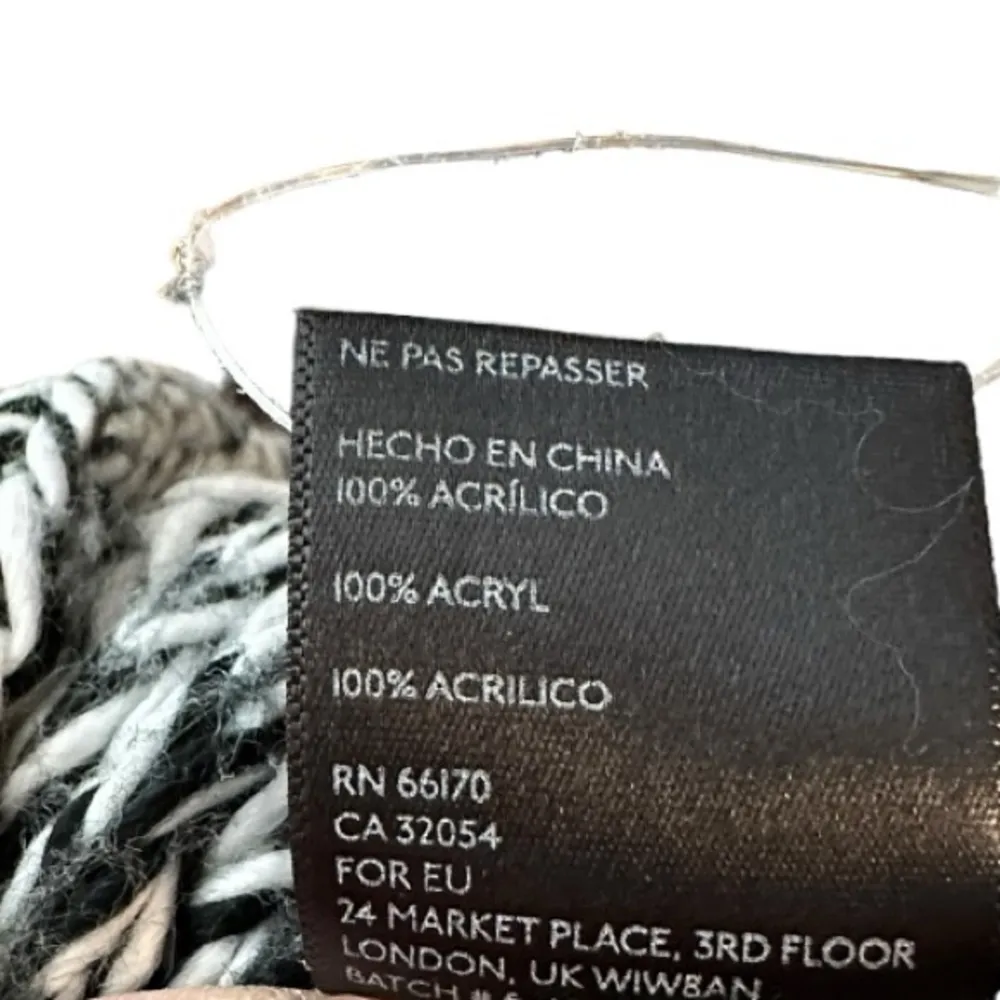 NE PAS REPASSER
HECHO EN CHINA
100% ACRÍLICO
100% ACRYL
100% ACRILICO
RN 66170
CA 32054
FOR EU
24 MARKET PLACE, 3RD FLOOR
LONDON, UK W1W8AN
BATCH #